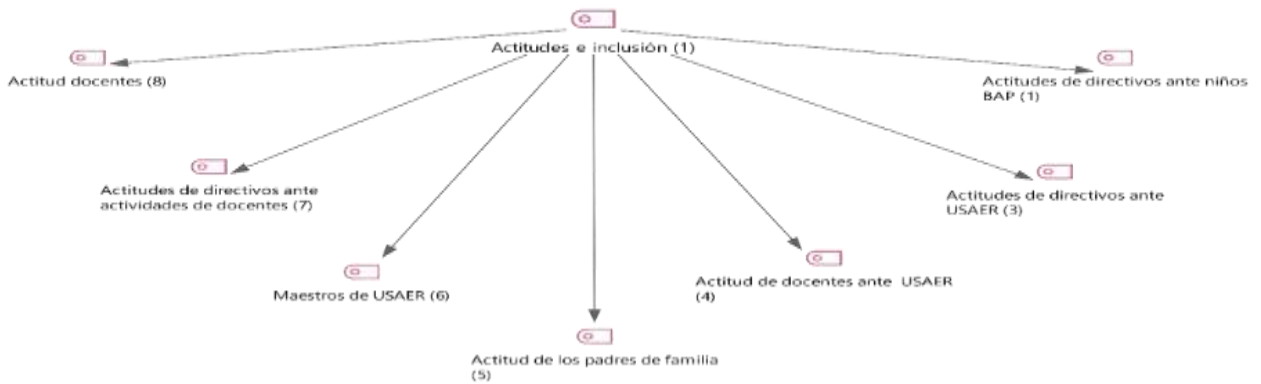 Actitudes e inclusión (1)
Actitud docentes (8)
Actitudes de directivos ante niños
BAP (1)
Actitudes de directivos ante
actividades de docentes (7)
Actitudes de directivos ante
USAER (3)
Maestros de USAER (6)
Actitud de docentes ante USAER
(4)
Actitud de los padres de familia
(5)